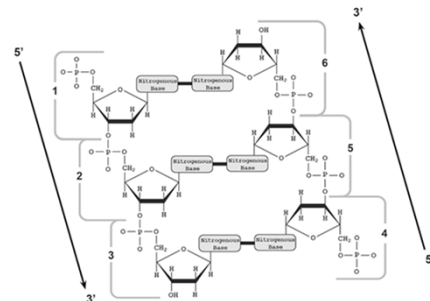 3'
5'
OH
H H
1
6
O
O-P-O
O
CH₂
O
Nitrogenous
Base
Nitrogenous
Base
O
CH₂
O
O-P-O
O
H H
2
5
O
O-P-O
O
CH₂
O
Nitrogenous
Base
Nitrogenous
Base
O
CH₂
O
O-P-O
O
H H
3
4
O
O-P-O
O
CH₂
O
Nitrogenous
Base
Nitrogenous
Base
O
CH₂
O
O-P-O
O
OH H
3'
5'